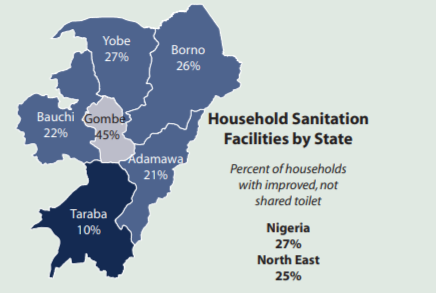 Yobe
27%
Borno
26%
Bauchi
22%
Gombe
45%
Adamawa
21%
Taraba
10%
Household Sanitation
Facilities by State
Percent of households
with improved, not
shared toilet
Nigeria
27%
North East
25%